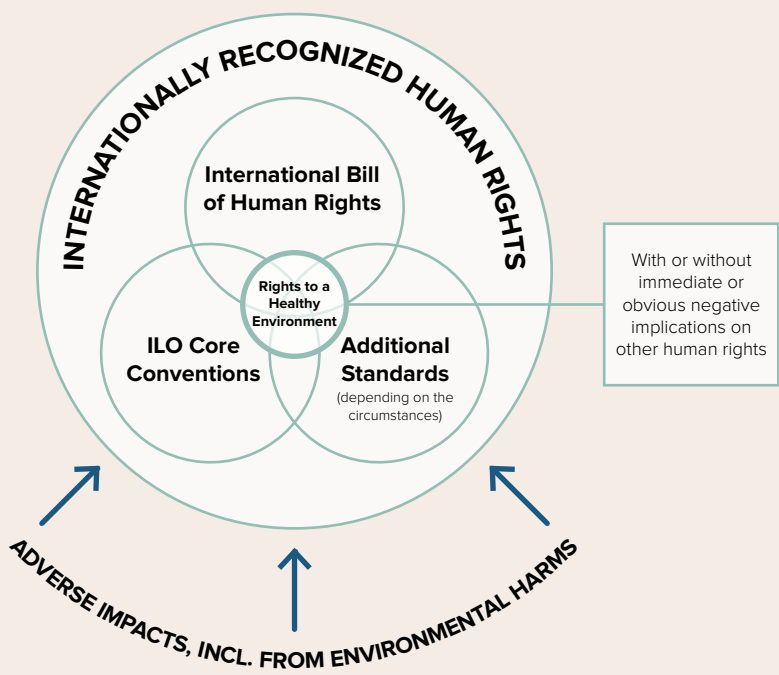 INTERNATIONALLY RECOGNIZED HUMAN RIGHTS
International Bill
of Human Rights
Rights to a
Healthy
Environment
ILO Core
Conventions
Additional
Standards
(depending on the
circumstances)
With or without
immediate or
obvious negative
implications on
other human rights
ADVERSE IMPACTS, INCL. FROM ENVIRONMENTAL HARMS